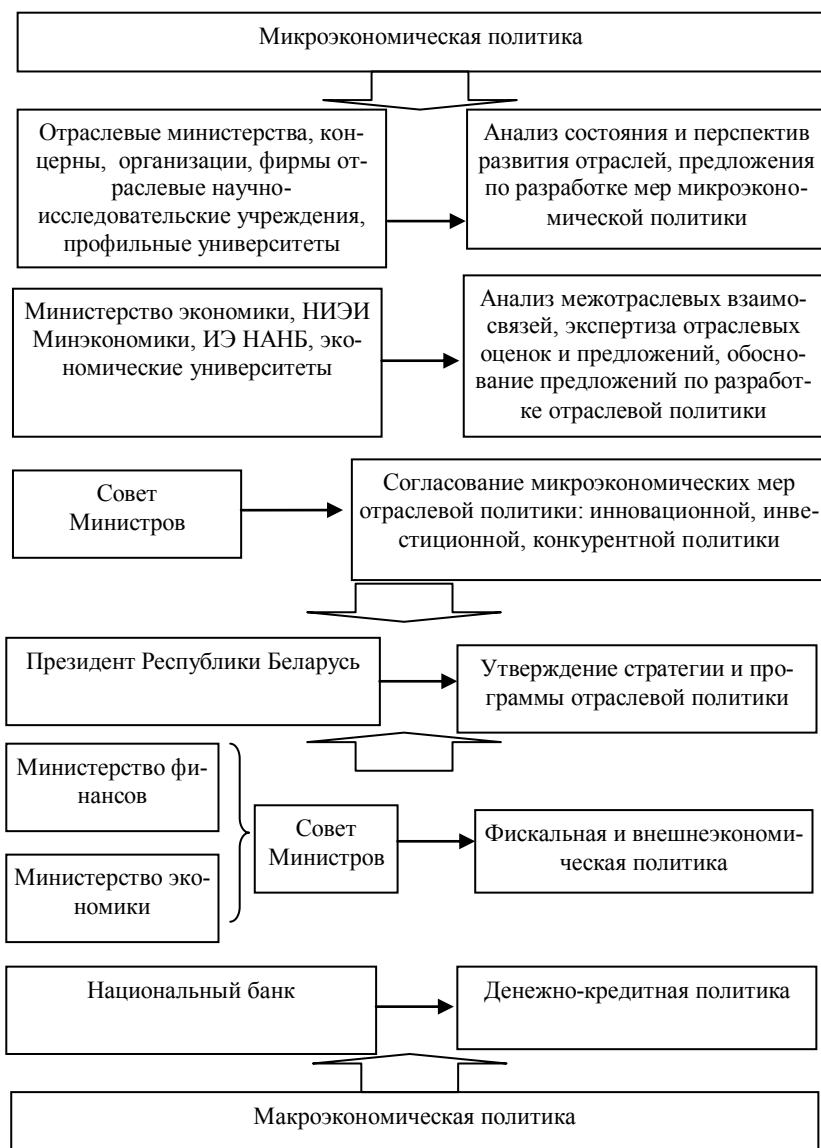 Микроэкономическая политика
Отраслевые министерства, кон-
церны, организации, фирмы от-
раслевые научно-
исследовательские учреждения,
профильные университеты
Анализ состояния и перспектив
развития отраслей, предложения
по разработке мер микроэконо-
мической политики
Министерство экономики, НИЭИ
Минэкономики, ИЭ НАНБ, эко-
номические университеты
Анализ межотраслевых взаимо-
связей, экспертиза отраслевых
оценок и предложений, обосно-
вание предложений по разработ-
ке отраслевой политики
Совет
Министров
Согласование микроэкономических мер
отраслевой политики: инновационной, инве-
стиционной, конкурентной политики
Президент Республики Беларусь
Утверждение стратегии и про-
граммы отраслевой политики
Министерство фи-
нансов
Министерство эко-
номики
Совет
Министров
Фискальная и внешнеэкономи-
ческая политика
Национальный банк
Денежно-кредитная политика
Макроэкономическая политика